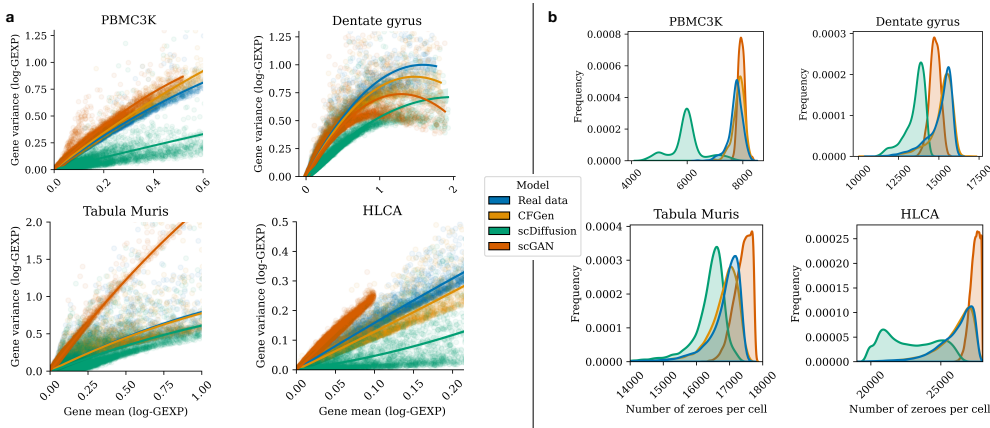 a
PBMC3K
Gene variance (log-GEXP)
1.25
1.00
0.75
0.50
0.25
0.00
0.0
0.2
0.4
0.6
Dentate gyrus
1.25
1.00
0.75
0.50
0.25
0.00
0
1
2
Tabula Muris
Gene variance (log-GEXP)
2.0
1.5
1.0
0.5
0.0
0.00
0.25
0.50
0.75
1.00
Gene mean (log-GEXP)
HLCA
Gene variance (log-GEXP)
0.5
0.4
0.3
0.2
0.1
0.0
0.00
0.05
0.10
0.15
0.20
Gene mean (log-GEXP)
Model
Real data
CFGen
scDiffusion
scGAN
b
PBMC3K
Frequency
0.0008
0.0006
0.0004
0.0002
0.0000
4000
6000
8000
Dentate gyrus
Frequency
0.0003
0.0002
0.0001
0.0000
10000
12500
15000
17500
Tabula Muris
Frequency
0.0004
0.0003
0.0002
0.0001
0.0000
14000
15000
16000
17000
18000
Number of zeroes per cell
HLCA
Frequency
0.00025
0.00020
0.00015
0.00010
0.00005
0.00000
20000
25000
Number of zeroes per cell